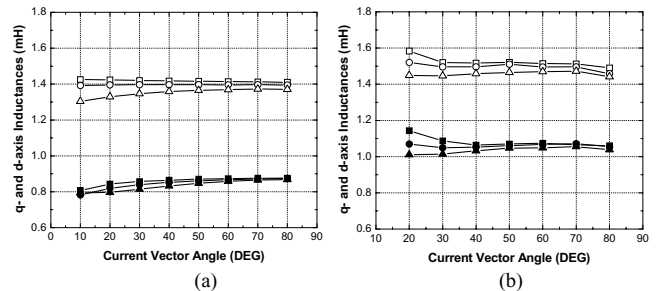 q- and d-axis Inductances (mH)
1.8
1.6
1.4
1.2
1.0
0.8
0.6
0 10 20 30 40 50 60 70 80 90
Current Vector Angle (DEG)
(a)
q- and d-axis Inductances (mH)
1.8
1.6
1.4
1.2
1.0
0.8
0.6
10 20 30 40 50 60 70 80 90
Current Vector Angle (DEG)
(b)